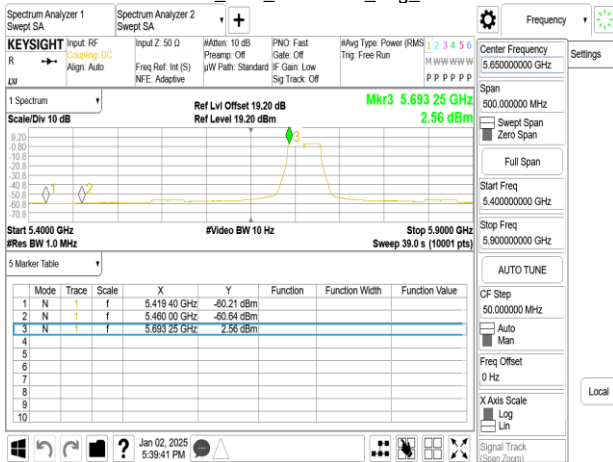 Spectrum Analyzer 1
Swept SA
Spectrum Analyzer 2
Swept SA
+
Frequency
KEYSIGHT
R
Input: RF
Coupling: DC
Align: Auto
Input Z: 50 Ω
Freq Ref: Int (S)
NFE: Adaptive
#Atten: 10 dB
Preamp: Off
µW Path: Standard
PNO: Fast
Gate: Off
IF Gain: Low
Sig Track: Off
#Avg Type: Power (RMS
Trig: Free Run
1 2 3 4 5 6
M W W W W W
P P P P P P
Center Frequency
5.650000000 GHz
Settings
Span
500.000000 MHz
Swept Span
Zero Span
Full Span
Start Freq
5.400000000 GHz
Stop Freq
5.900000000 GHz
AUTO TUNE
CF Step
50.000000 MHz
Auto
Man
Freq Offset
0 Hz
X Axis Scale
Log
Lin
Local
Signal Track
(Span Zoom)
1 Spectrum
Scale/Div 10 dB
Ref Lvl Offset 19.20 dB
Ref Level 19.20 dBm
Mkr3 5.693 25 GHz
2.56 dBm
9.20
-0.80
-10.8
-20.8
-30.8
-40.8
-50.8
-60.8
-70.8
1
2
3
Start 5.4000 GHz
#Res BW 1.0 MHz
#Video BW 10 Hz
Stop 5.9000 GHz
Sweep 39.0 s (10001 pts)
5 Marker Table
Mode Trace Scale X Y Function Function Width Function Value
1 N 1 f 5.419 40 GHz -60.21 dBm
2 N 1 f 5.460 00 GHz -60.64 dBm
3 N 1 f 5.693 25 GHz 2.56 dBm
4
5
6
7
8
9
10
?
Jan 02, 2025
5:39:41 PM